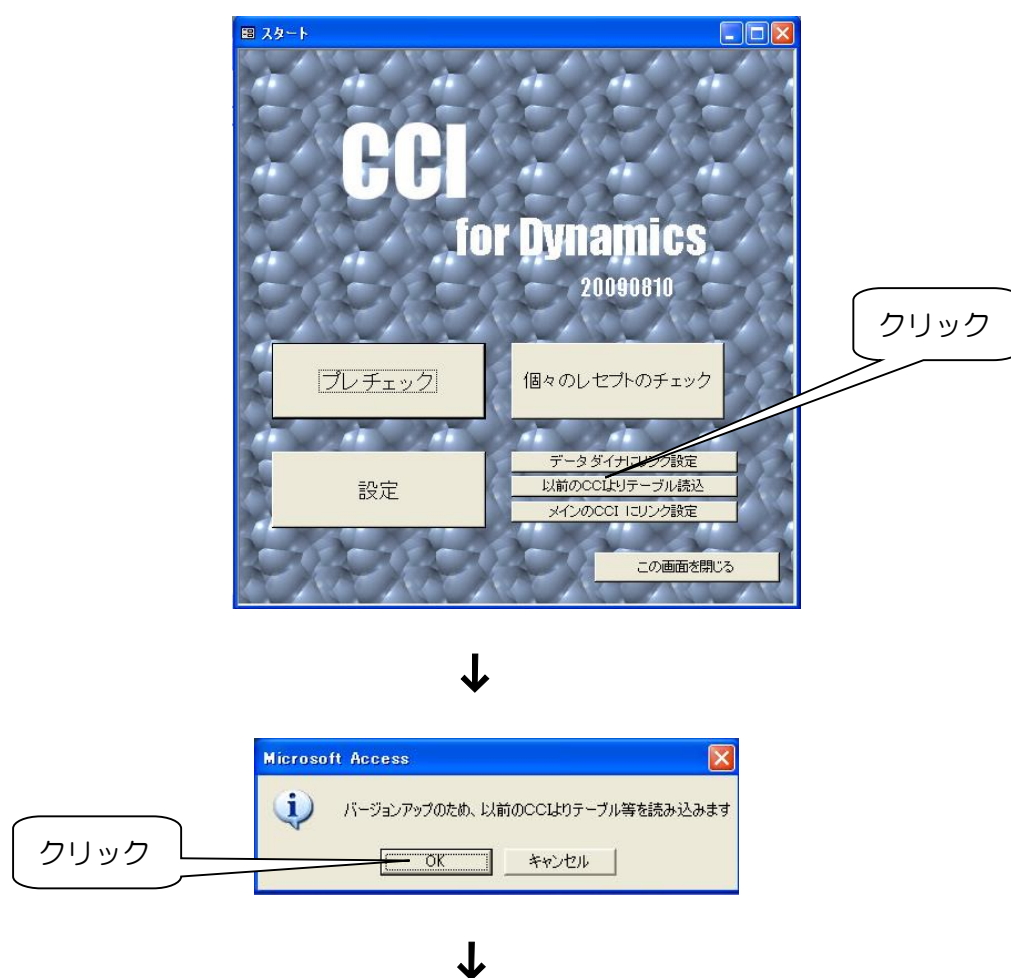 スタート
CCI
for Dynamics
20090810
クリック
プレチェック
個々のレセプトのチェック
設定
データダイナにリンク設定
以前のCCIよりテーブル読込
メインのCCI にリンク設定
この画面を閉じる
↓
Microsoft Access
バージョンアップのため、以前のCCIよりテーブル等を読み込みます
クリック
OK
キャンセル
↓